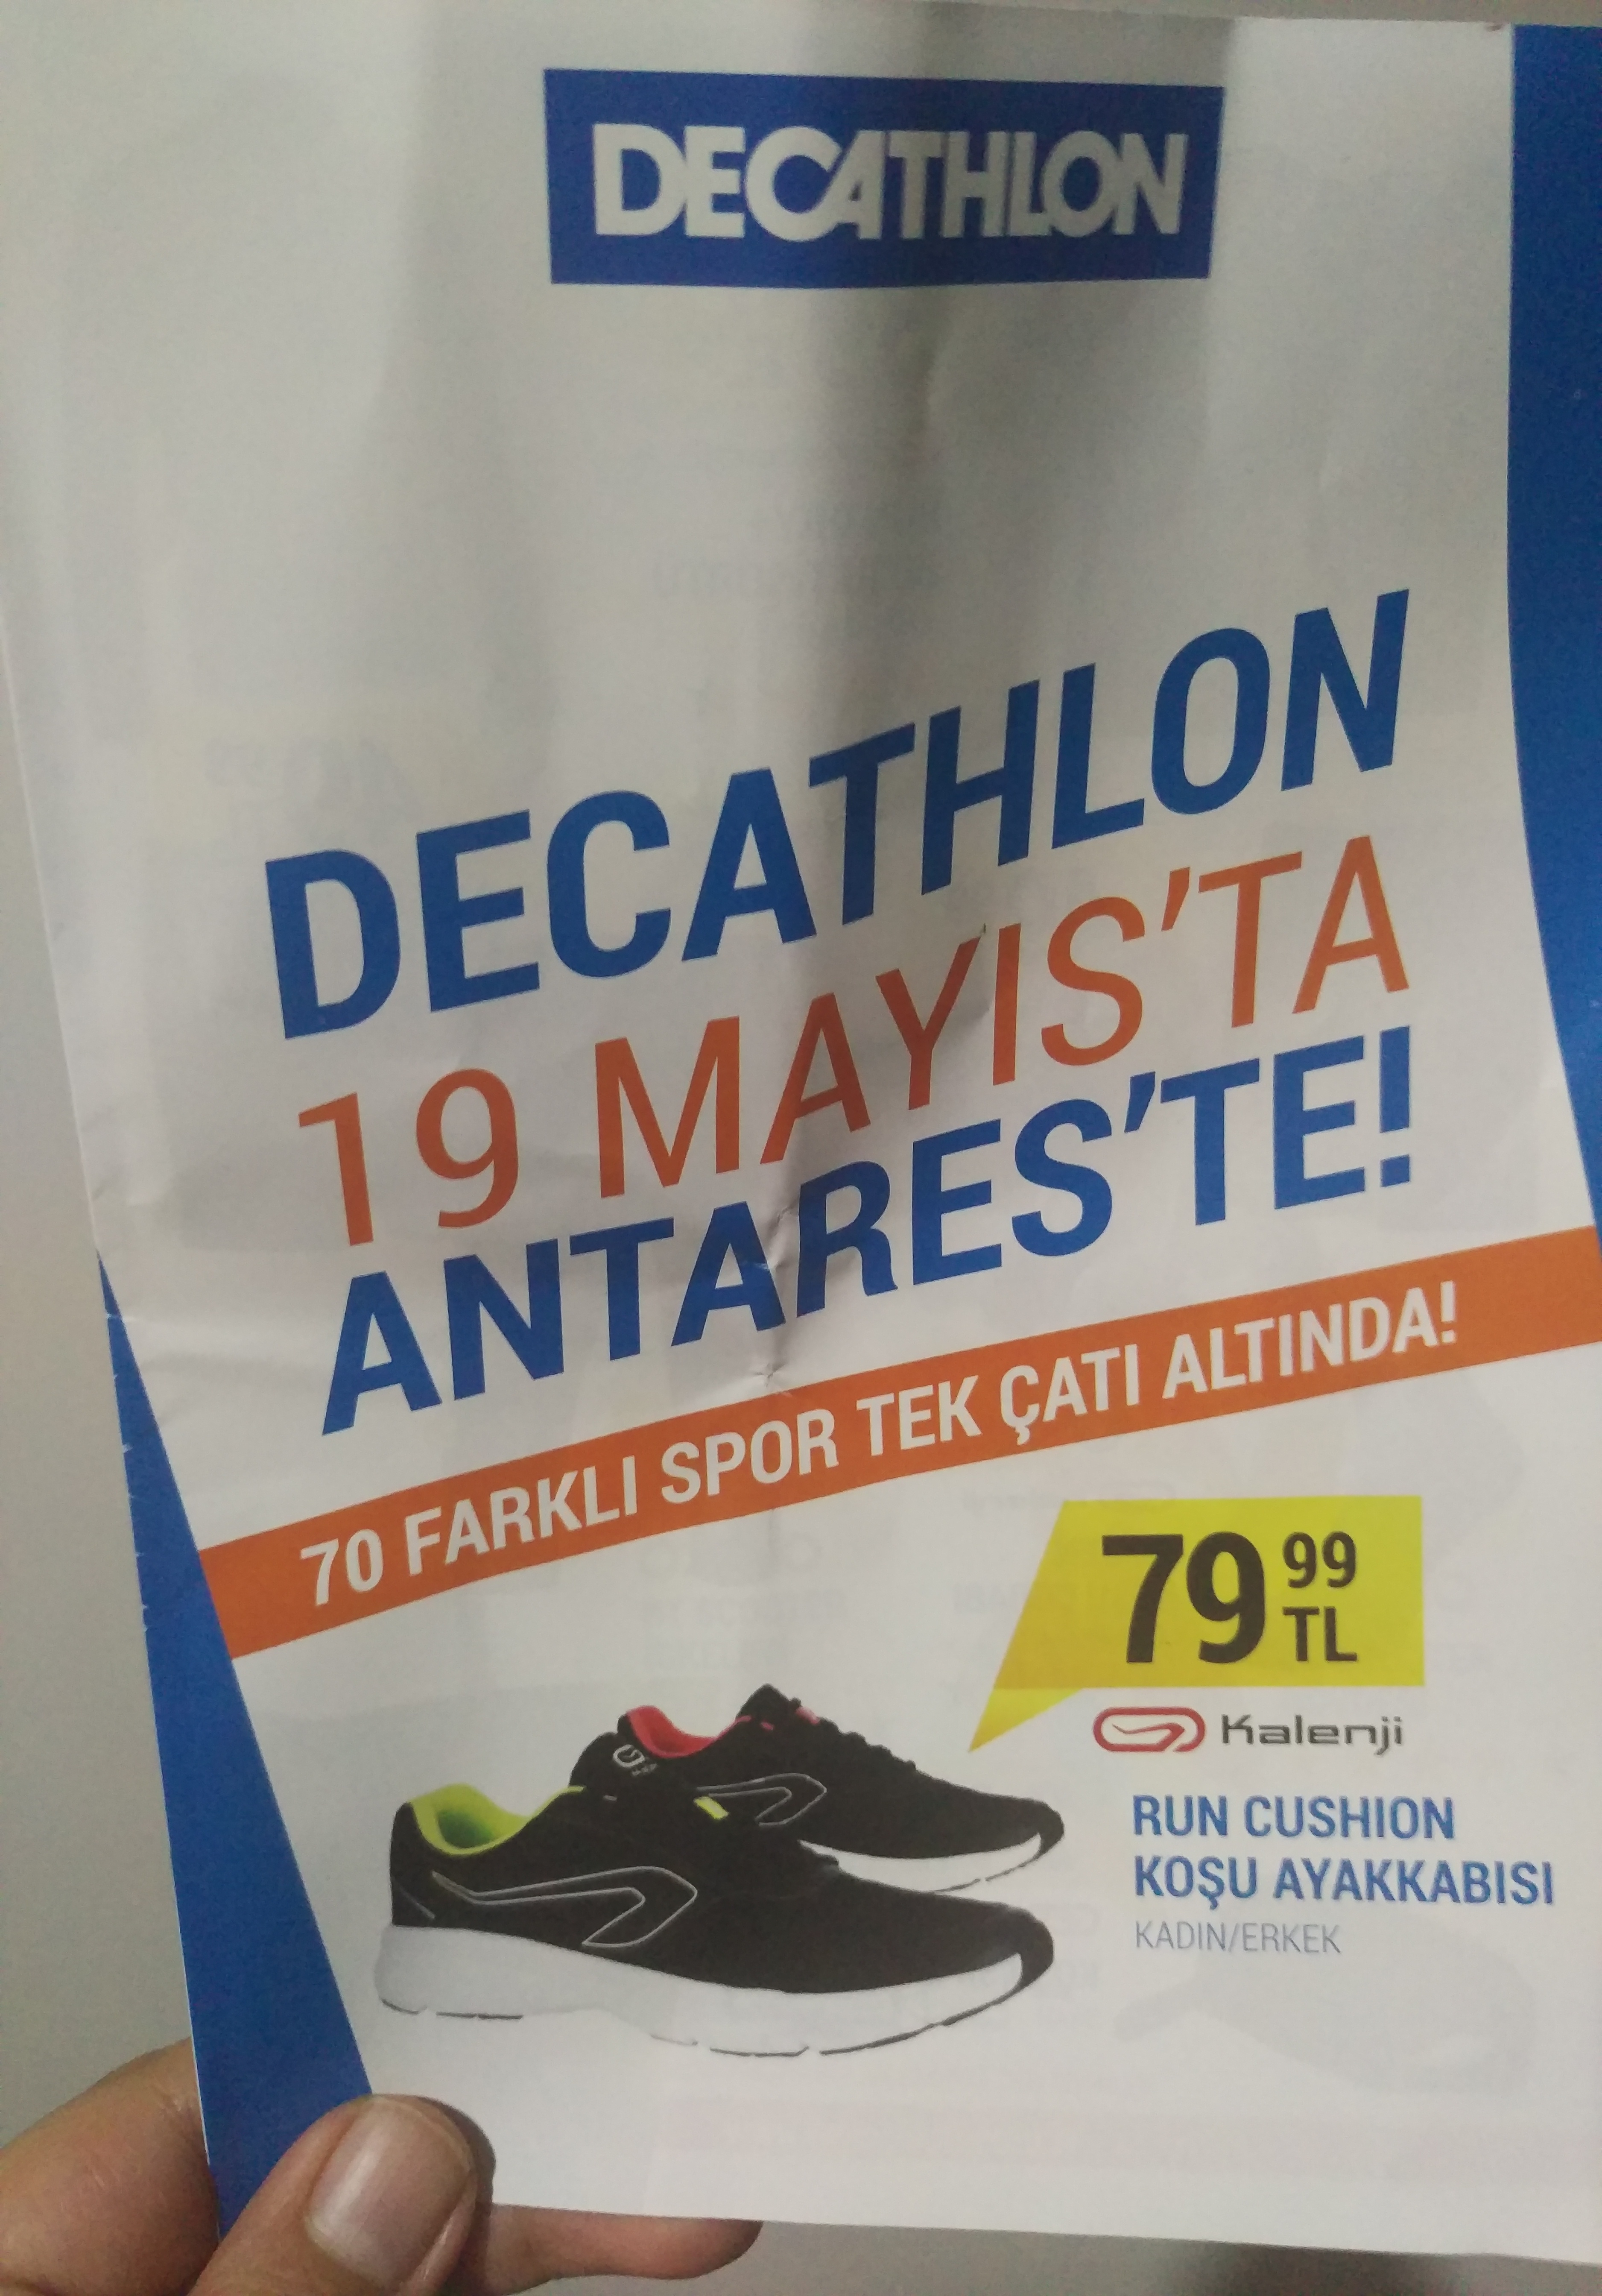 DECATHLON
DECATHLON
19 MAYIS'TA
ANTARES'TE!
70 FARKLI SPOR TEK ÇATI ALTINDA!
79 99 TL
Kalenji
RUN CUSHION
KOŞU AYAKKABISI
KADIN/ERKEK